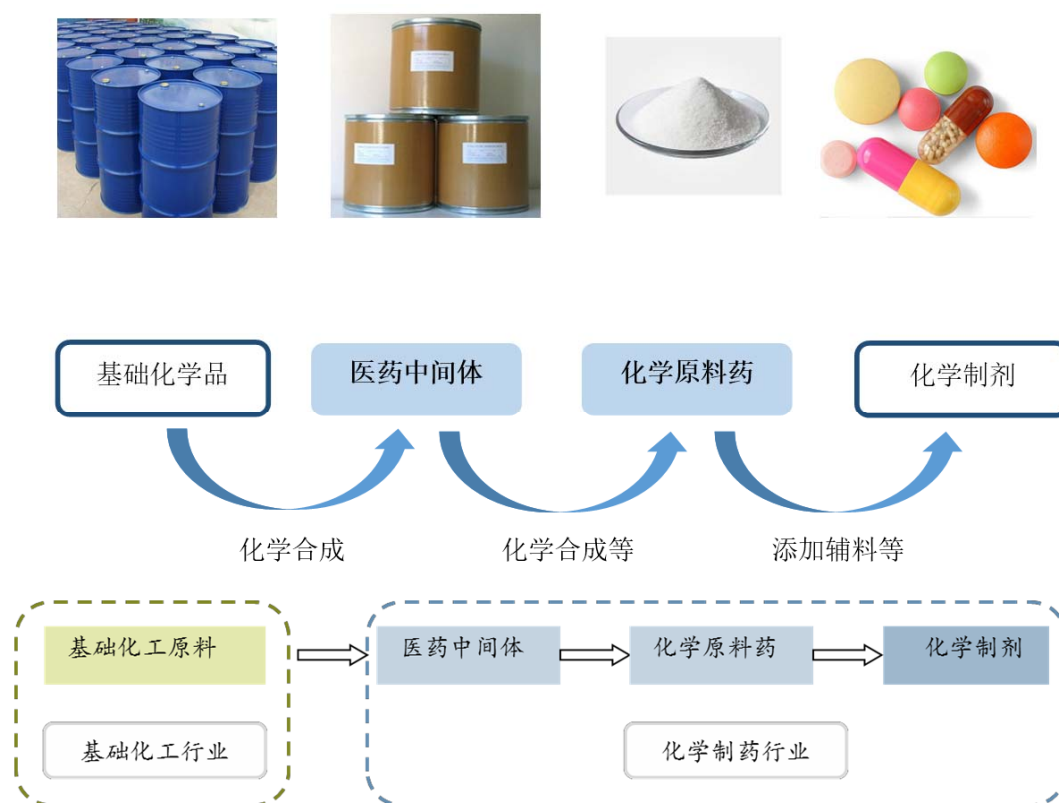 基础化学品
医药中间体
化学原料药
化学制剂
化学合成
化学合成等
添加辅料等
基础化工原料
医药中间体
化学原料药
化学制剂
基础化工行业
化学制药行业